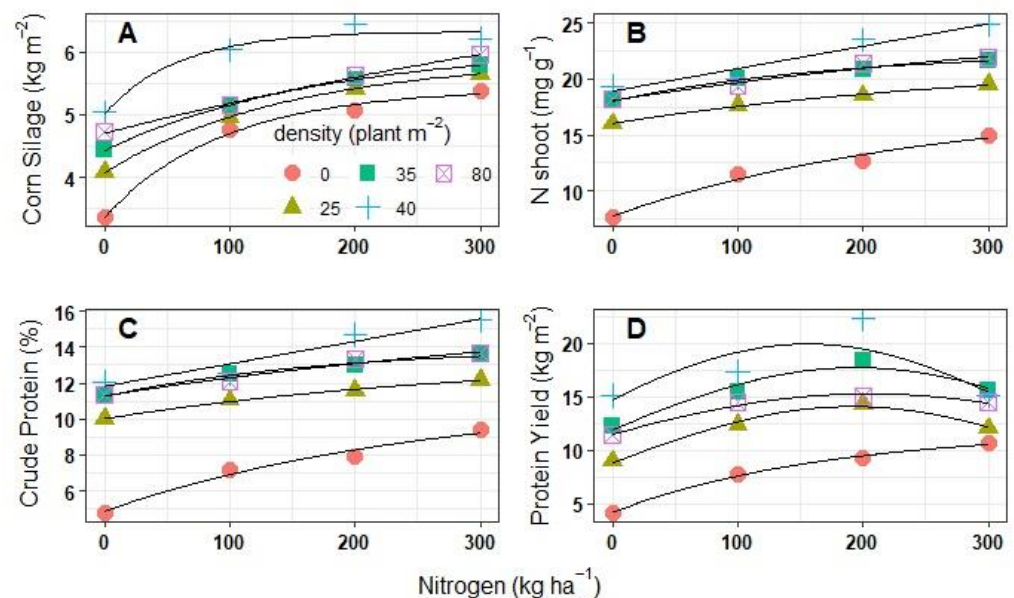 A
Corn Silage (kg m⁻²)
6
5
4
density (plant m⁻²)
0 35 80
25 40
0 100 200 300
B
N shoot (mg g⁻¹)
25
20
15
10
0 100 200 300
C
Crude Protein (%)
16
14
12
10
8
6
0 100 200 300
D
Protein Yield (kg m⁻²)
20
15
10
5
0 100 200 300
Nitrogen (kg ha⁻¹)